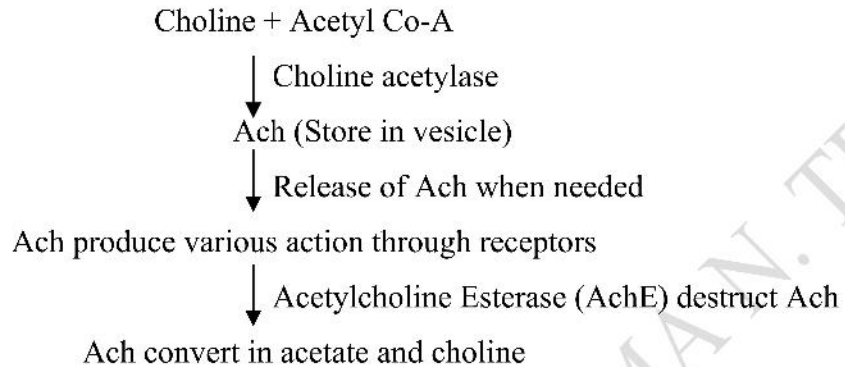 Choline + Acetyl Co-A
Choline acetylase
Ach (Store in vesicle)
Release of Ach when needed
Ach produce various action through receptors
Acetylcholine Esterase (AchE) destruct Ach
Ach convert in acetate and choline
MAN. T